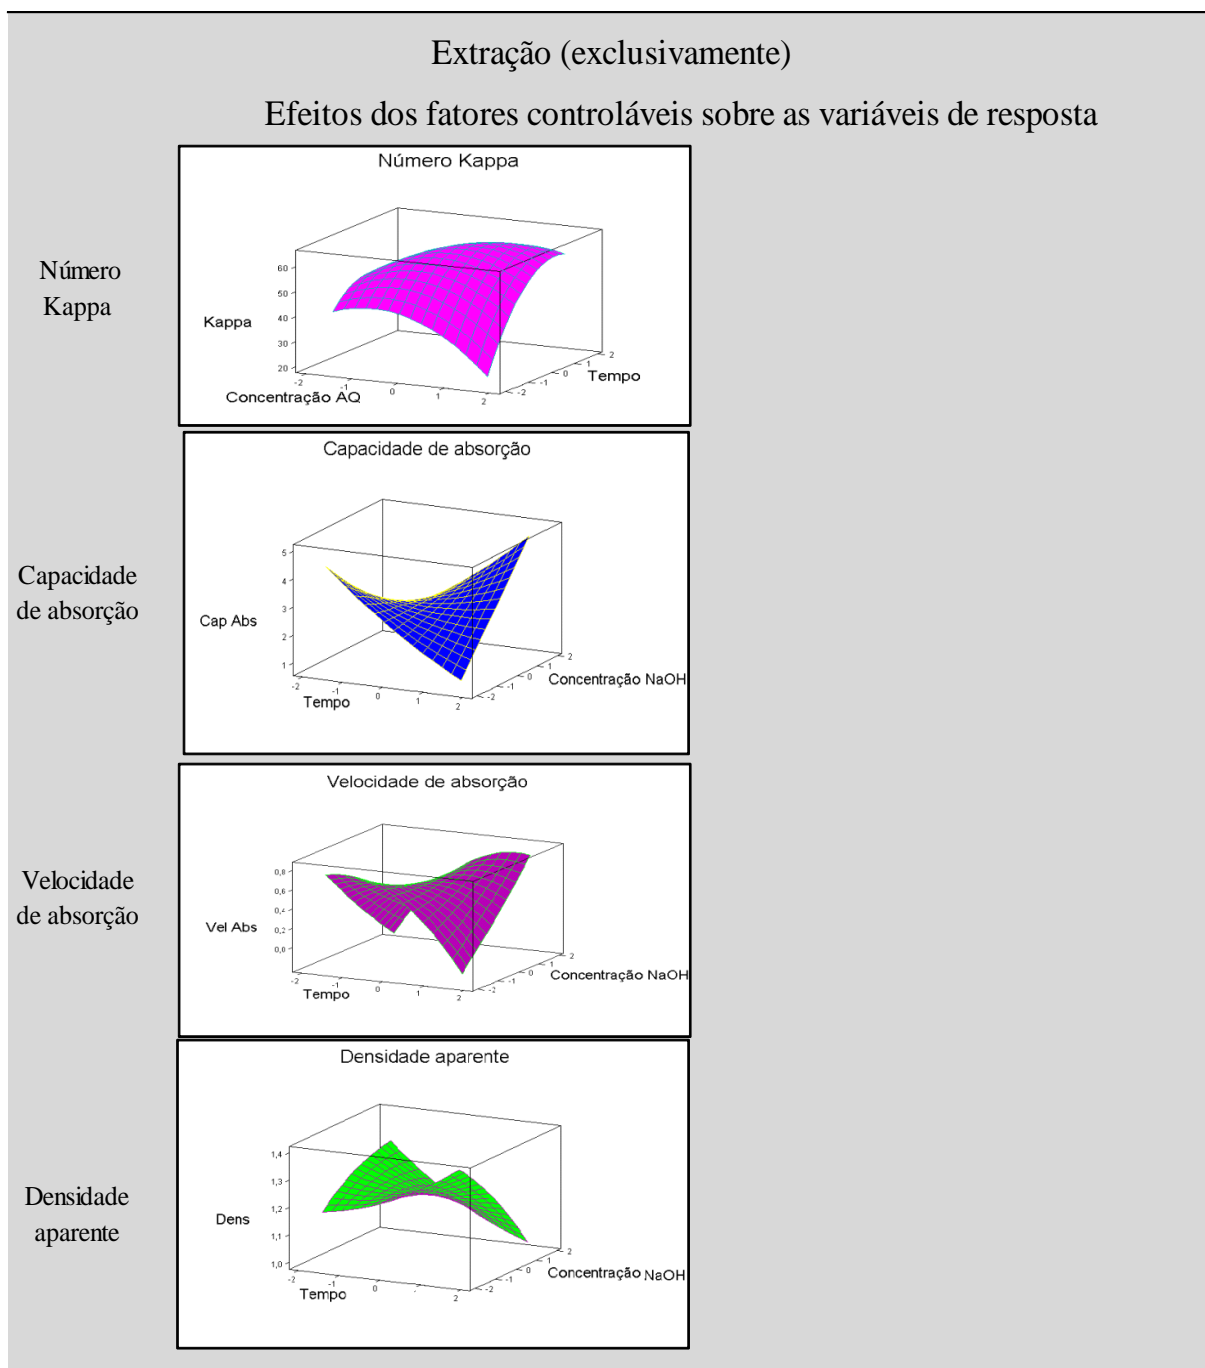 Extração (exclusivamente)
Efeitos dos fatores controláveis sobre as variáveis de resposta
Número
Kappa
Número Kappa
60
50
40
30
20
Kappa
-2
-1
0
1
2
Concentração AQ
-2
-1
0
1
2
Tempo
Capacidade
de absorção
Capacidade de absorção
5
4
3
2
1
Cap Abs
-2
-1
0
1
2
Tempo
-2
-1
0
1
2
Concentração NaOH
Velocidade
de absorção
Velocidade de absorção
0,8
0,6
0,4
0,2
0,0
Vel Abs
-2
-1
0
1
2
Tempo
-2
-1
0
1
2
Concentração NaOH
Densidade
aparente
Densidade aparente
1,4
1,3
1,2
1,1
1,0
Dens
-2
-1
0
1
2
Tempo
-2
-1
0
1
2
Concentração NaOH